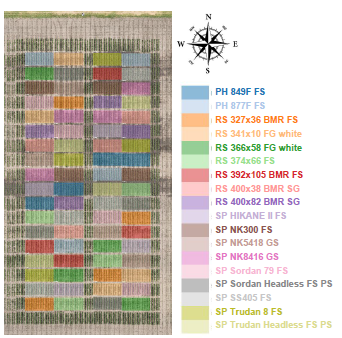 N
W E
S
PH 849F FS
PH 877F FS
RS 327x36 BMR FS
RS 341x10 FG white
RS 366x58 FG white
RS 374x66 FS
RS 392x105 BMR FS
RS 400x38 BMR SG
RS 400x82 BMR SG
SP HIKANE II FS
SP NK300 FS
SP NK5418 GS
SP NK8416 GS
SP Sordan 79 FS
SP Sordan Headless FS PS
SP SS405 FS
SP Trudan 8 FS
SP Trudan Headless FS PS